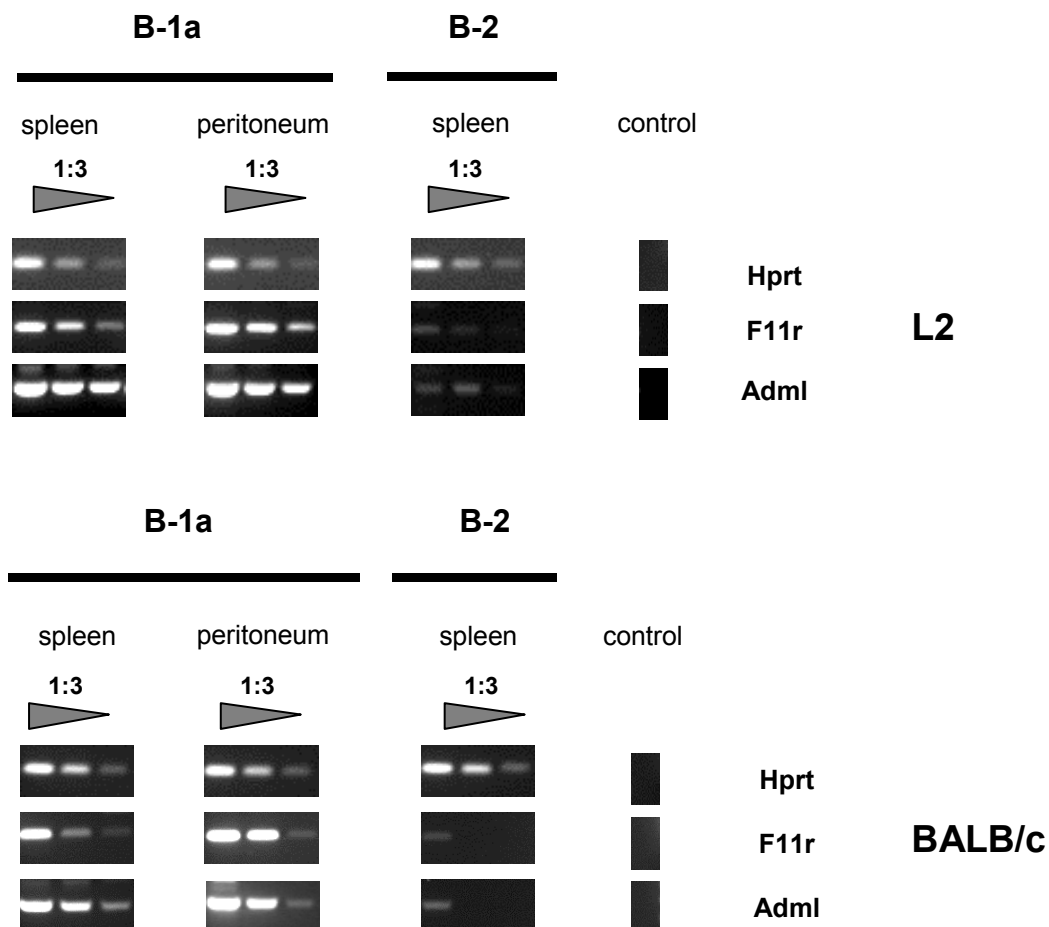 B-1a B-2
spleen peritoneum spleen control
1:3 1:3 1:3
Hprt
F11r L2
Adml
B-1a B-2
spleen peritoneum spleen control
1:3 1:3 1:3
Hprt
F11r BALB/c
Adml